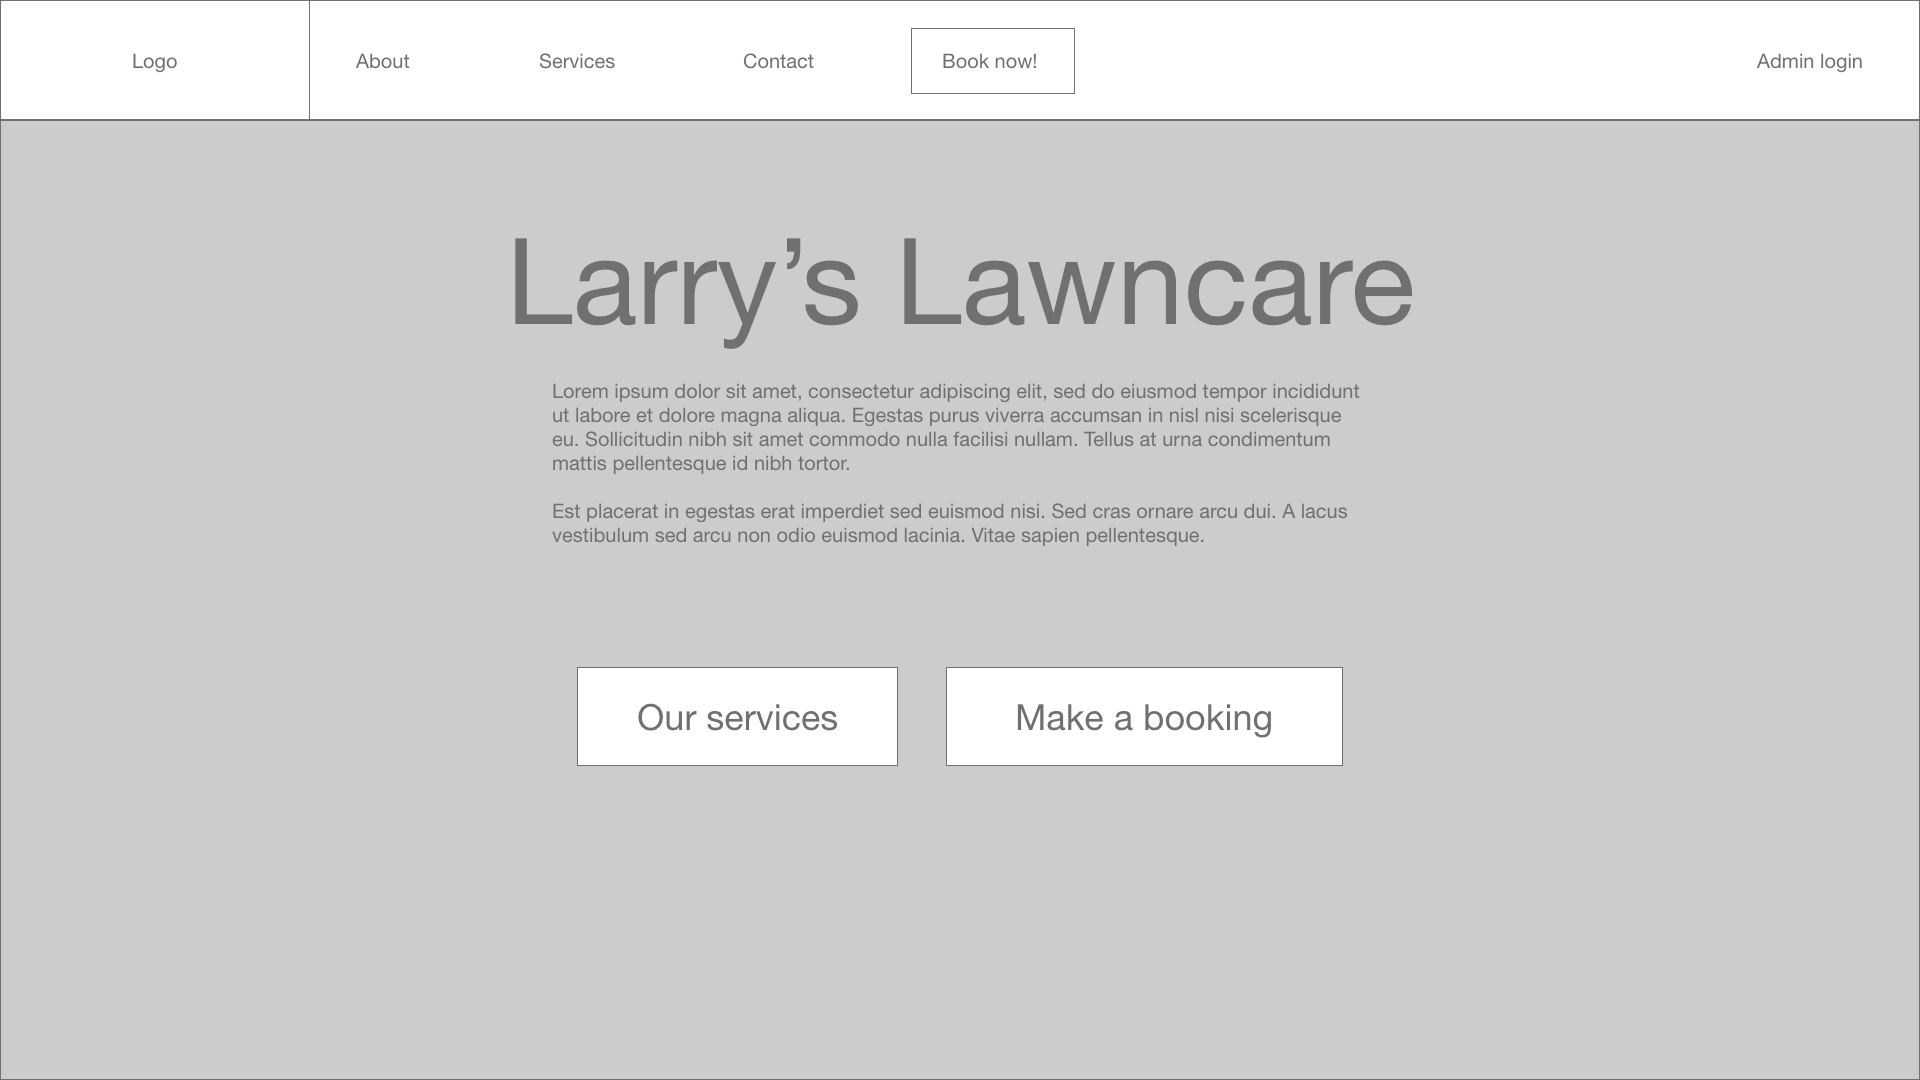 Logo
About
Services
Contact
Book now!
Admin login
Larry’s Lawncare
Lorem ipsum dolor sit amet, consectetur adipiscing elit, sed do eiusmod tempor incididunt
ut labore et dolore magna aliqua. Egestas purus viverra accumsan in nisl nisi scelerisque
eu. Sollicitudin nibh sit amet commodo nulla facilisi nullam. Tellus at urna condimentum
mattis pellentesque id nibh tortor.
Est placerat in egestas erat imperdiet sed euismod nisi. Sed cras ornare arcu dui. A lacus
vestibulum sed arcu non odio euismod lacinia. Vitae sapien pellentesque.
Our services
Make a booking